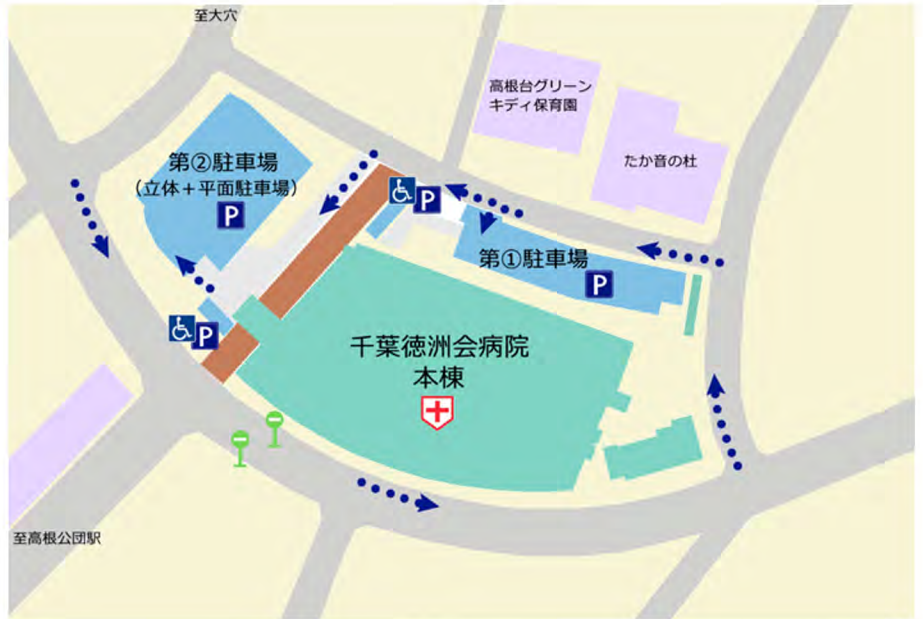 至大穴
高根台グリーン
キディ保育園
たか音の杜
第②駐車場
（立体＋平面駐車場）
P
P
第①駐車場
P
P
千葉徳洲会病院
本棟
至高根公団駅